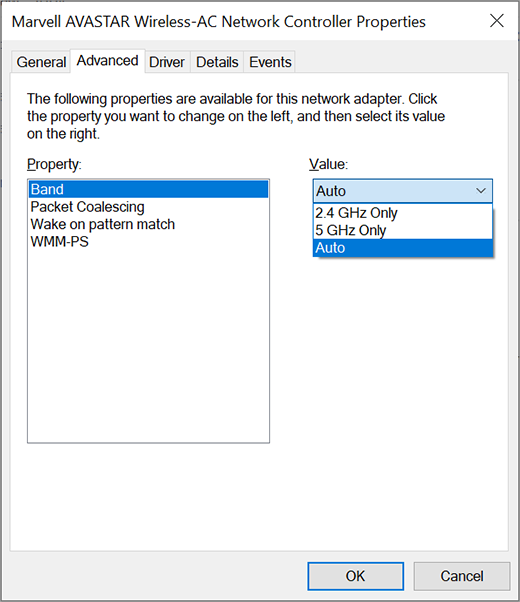 Marvell AVASTAR Wireless-AC Network Controller Properties
General Advanced Driver Details Events
The following properties are available for this network adapter. Click
the property you want to change on the left, and then select its value
on the right.
Property:
Band
Packet Coalescing
Wake on pattern match
WMM-PS
Value:
Auto
2.4 GHz Only
5 GHz Only
Auto
OK Cancel